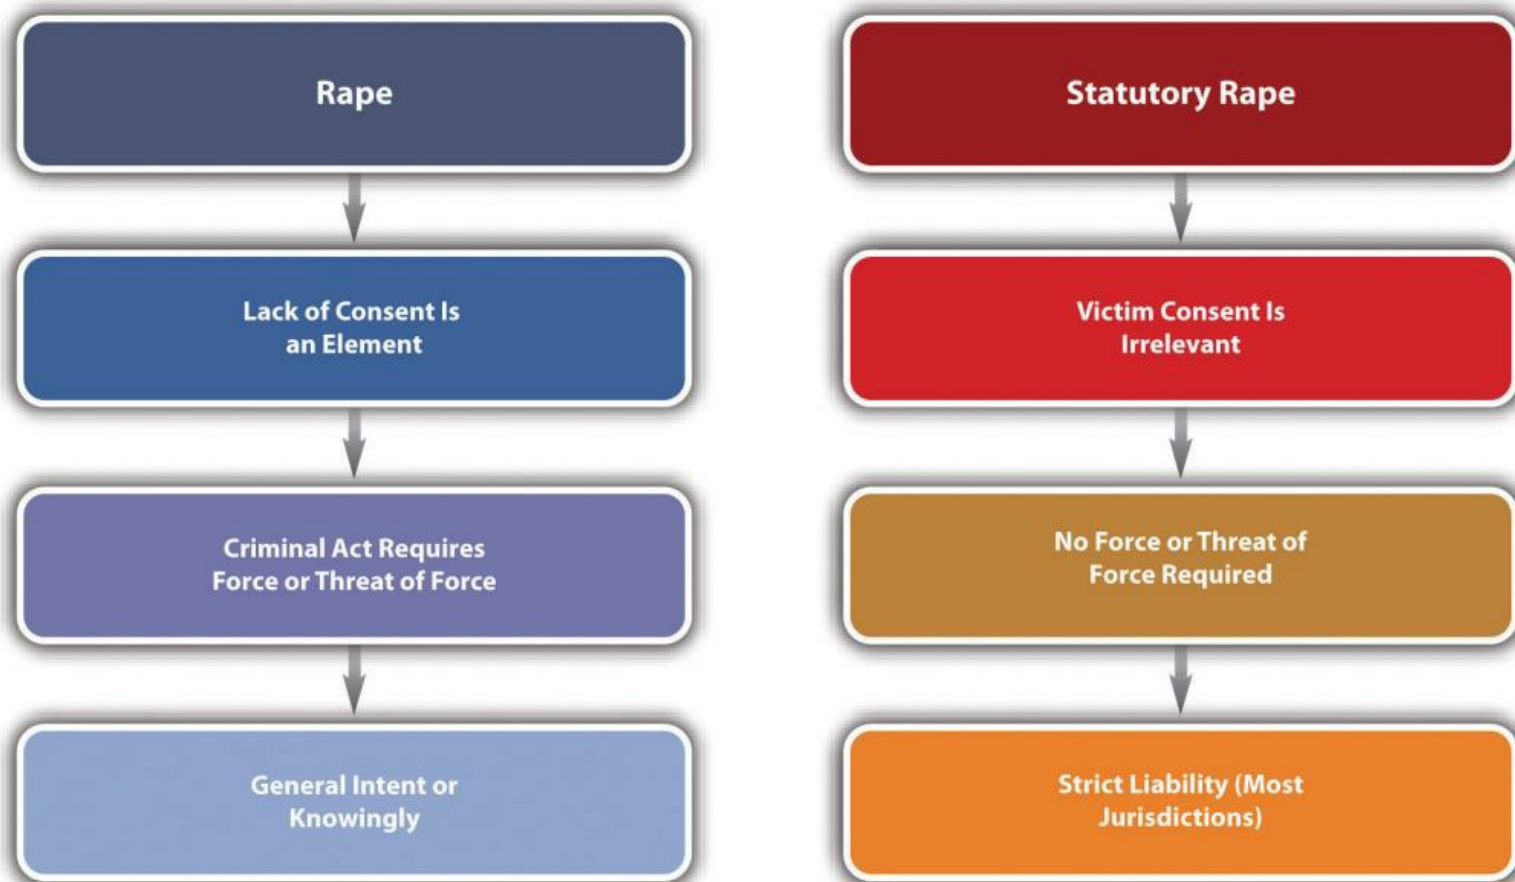 Rape
Lack of Consent Is
an Element
Criminal Act Requires
Force or Threat of Force
General Intent or
Knowingly
Statutory Rape
Victim Consent Is
Irrelevant
No Force or Threat of
Force Required
Strict Liability (Most
Jurisdictions)